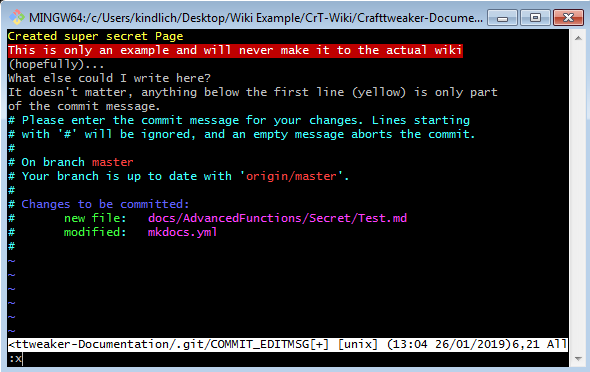 MINGW64:/c/Users/kindlich/Desktop/Wiki Example/CrT-Wiki/Crafttweaker-Docume...
Created super secret Page
This is only an example and will never make it to the actual wiki
(hopefully)...
What else could I write here?
It doesn't matter, anything below the first line (yellow) is only part
of the commit message.
# Please enter the commit message for your changes. Lines starting
# with '#' will be ignored, and an empty message aborts the commit.
#
# On branch master
# Your branch is up to date with 'origin/master'.
#
# Changes to be committed:
#       new file:   docs/AdvancedFunctions/Secret/Test.md
#       modified:   mkdocs.yml
#
~
~
~
~
~
~
<ttweaker-Documentation/.git/COMMIT_EDITMSG[+] [unix] (13:04 26/01/2019)6,21 All
:x